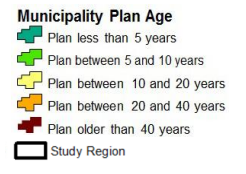 Municipality Plan Age
Plan less than 5 years
Plan between 5 and 10 years
Plan between 10 and 20 years
Plan between 20 and 40 years
Plan older than 40 years
Study Region